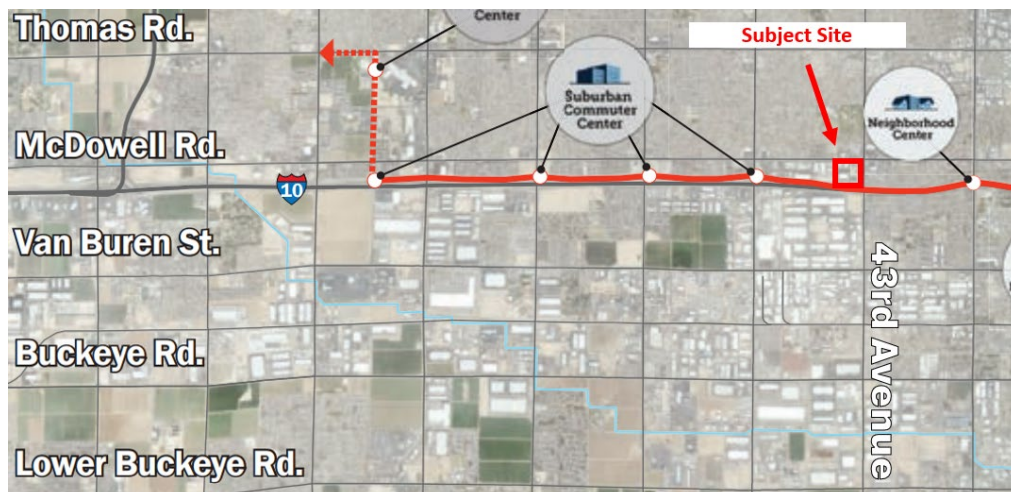 Thomas Rd.
Center
Subject Site
Suburban
Commuter
Center
Neighborhood
Center
McDowell Rd.
10
Van Buren St.
43rd Avenue
Buckeye Rd.
Lower Buckeye Rd.